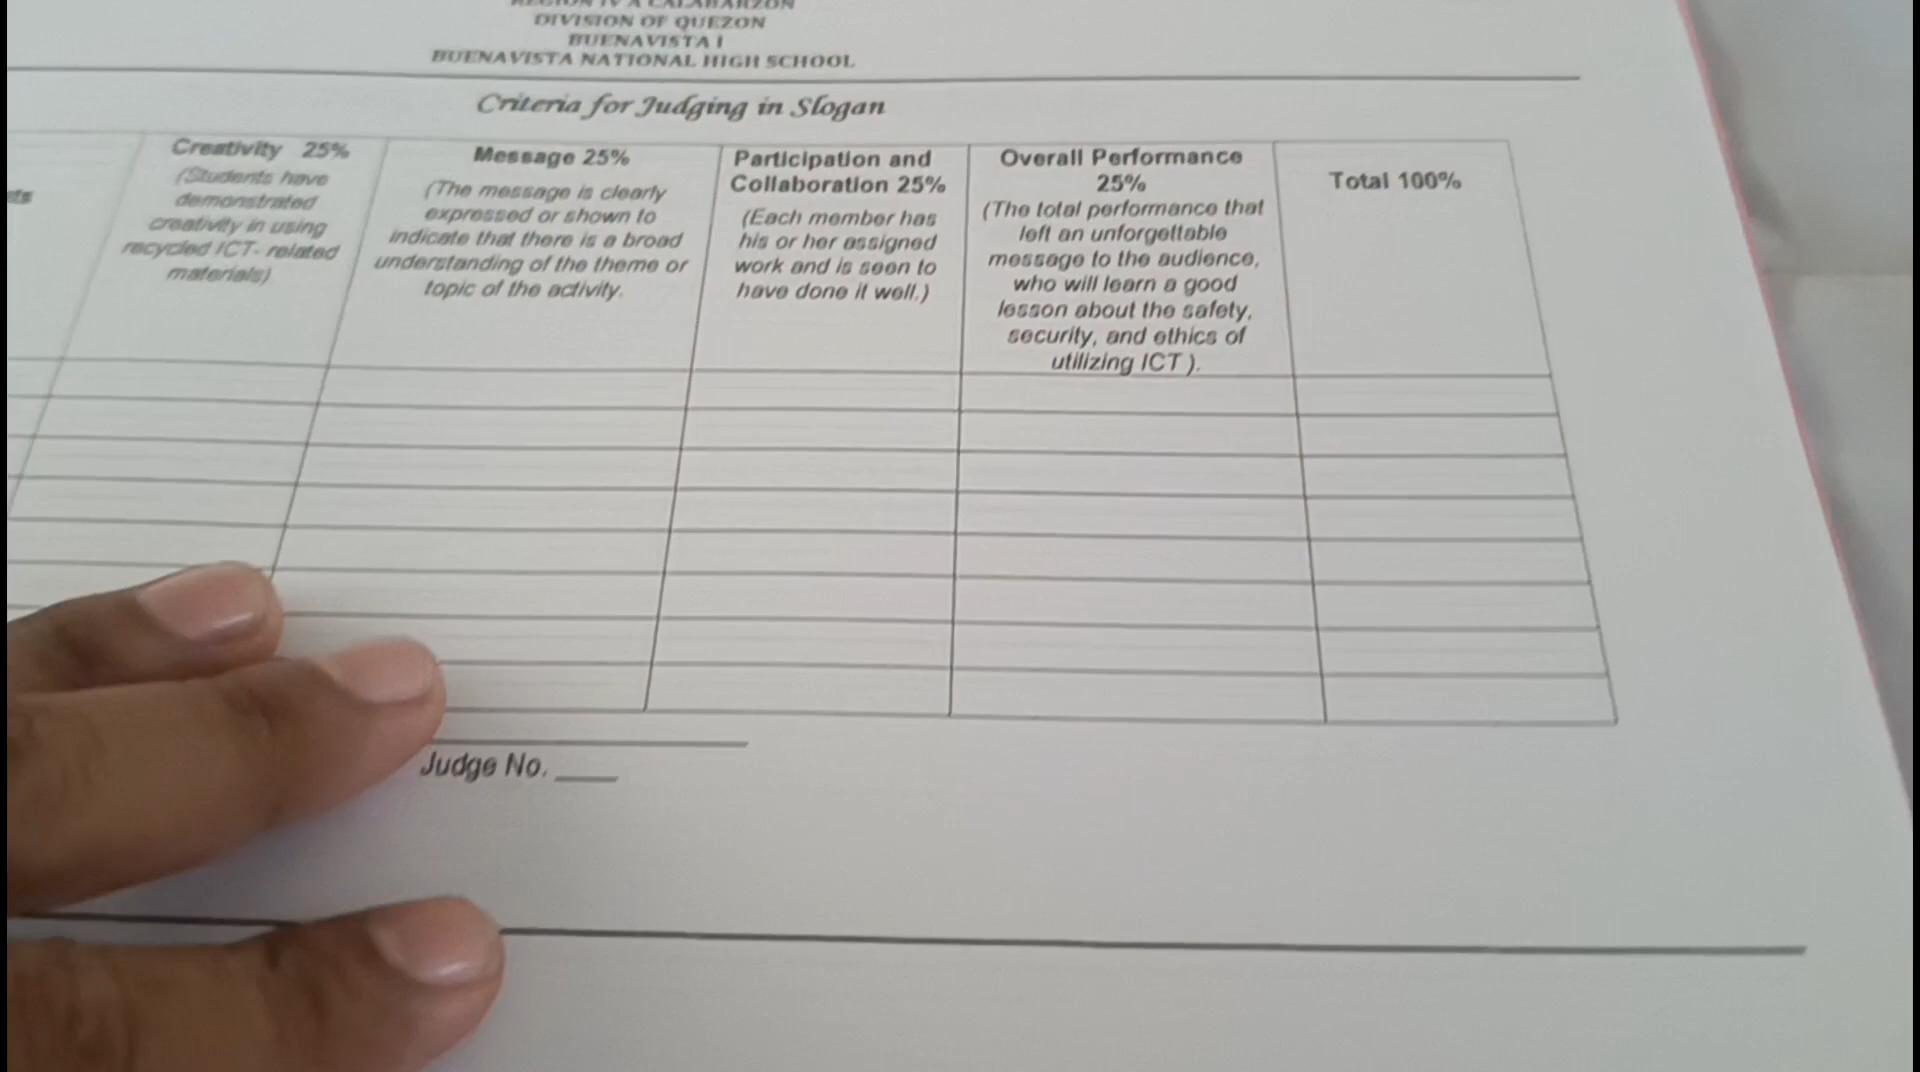 REGION IV A CALABARZON
DIVISION OF QUEZON
BUENAVISTA I
BUENAVISTA NATIONAL HIGH SCHOOL
Criteria for Judging in Slogan
Creativity 25%
(Students have
demonstrated
creativity in using
recycled ICT- related
materials)
Message 25%
(The message is clearly
expressed or shown to
indicate that there is a broad
understanding of the theme or
topic of the activity.
Participation and
Collaboration 25%
(Each member has
his or her assigned
work and is seen to
have done it well.)
Overall Performance
25%
(The total performance that
left an unforgettable
message to the audience,
who will learn a good
lesson about the safety,
security, and ethics of
utilizing ICT ).
Total 100%
Judge No. ____